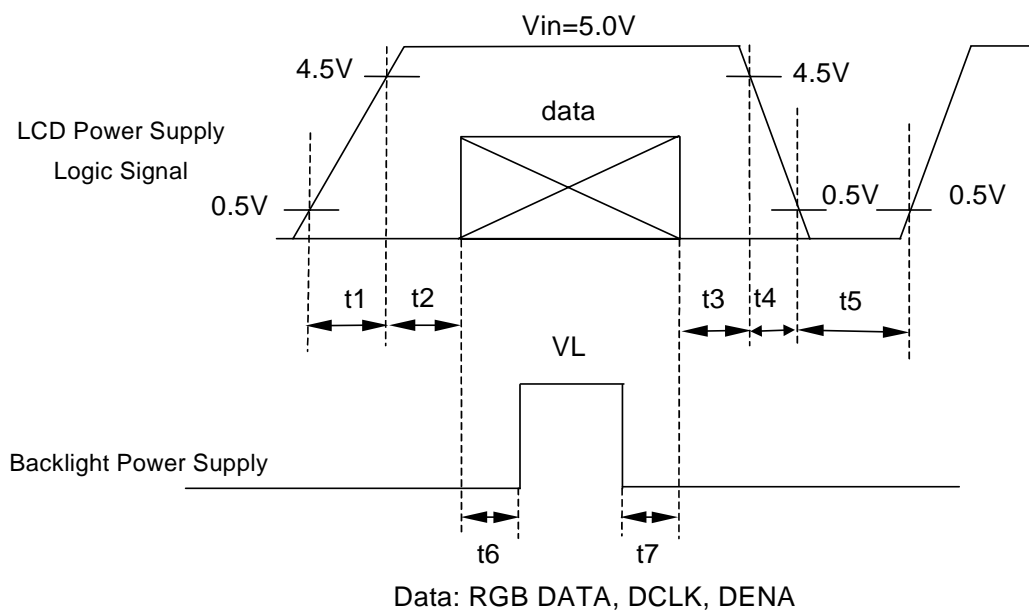 Vin=5.0V
4.5V
4.5V
data
LCD Power Supply
Logic Signal
0.5V
0.5V
0.5V
t1
t2
t3
t4
t5
VL
Backlight Power Supply
t6
t7
Data: RGB DATA, DCLK, DENA